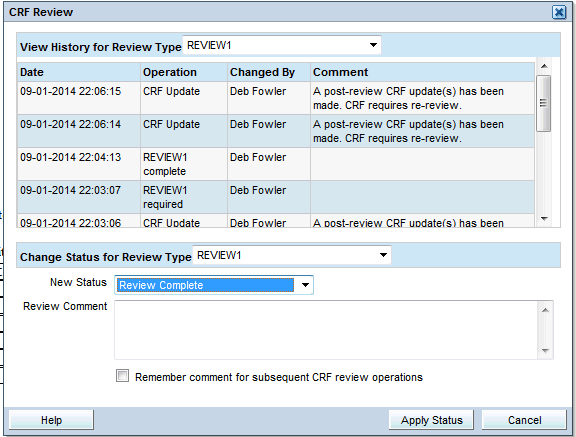 CRF Review
View History for Review Type REVIEW1
Date Operation Changed By Comment
09-01-2014 22:06:15 CRF Update Deb Fowler A post-review CRF update(s) has been
made. CRF requires re-review.
09-01-2014 22:06:14 CRF Update Deb Fowler A post-review CRF update(s) has been
made. CRF requires re-review.
09-01-2014 22:04:13 REVIEW1 Deb Fowler
complete
09-01-2014 22:03:07 REVIEW1 Deb Fowler
required
09-01-2014 22:03:06 CRF Update Deb Fowler A post-review CRF update(s) has been
Change Status for Review Type REVIEW1
New Status Review Complete
Review Comment
Remember comment for subsequent CRF review operations
Help Apply Status Cancel